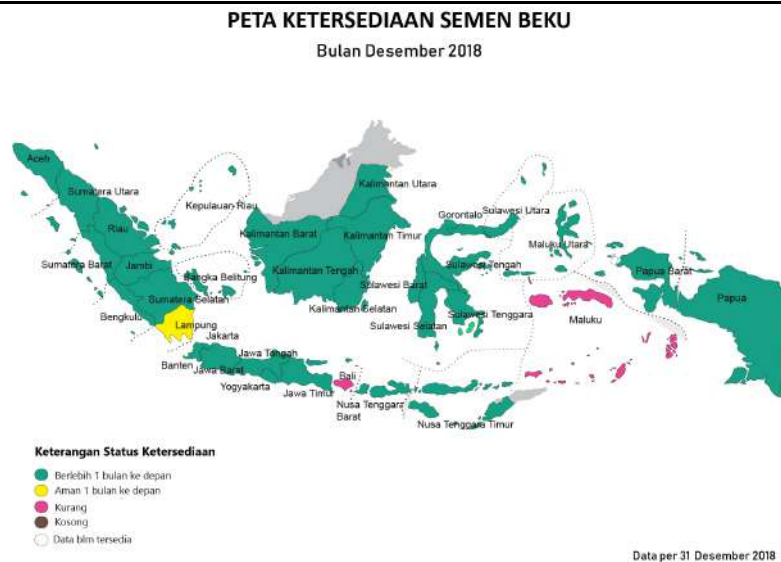 PETA KETERSEDIAAN SEMEN BEKU
Bulan Desember 2018
Aceh
Sumatera Utara
Riau
Kepulauan Riau
Sumatera Barat
Jambi
Bangka Belitung
Sumatera Selatan
Bengkulu
Lampung
Jakarta
Banten
Jawa Barat
Jawa Tengah
Yogyakarta
Jawa Timur
Bali
Nusa Tenggara
Barat
Nusa Tenggara Timur
Kalimantan Utara
Kalimantan Barat
Kalimantan Timur
Kalimantan Tengah
Kalimantan Selatan
Gorontalo
Sulawesi Utara
Sulawesi Tengah
Sulawesi Barat
Sulawesi Selatan
Sulawesi Tenggara
Maluku Utara
Maluku
Papua Barat
Papua
Keterangan Status Ketersediaan
Berlebih 1 bulan ke depan
Aman 1 bulan ke depan
Kurang
Kosong
Data blm tersedia
Data per 31 Desember 2018